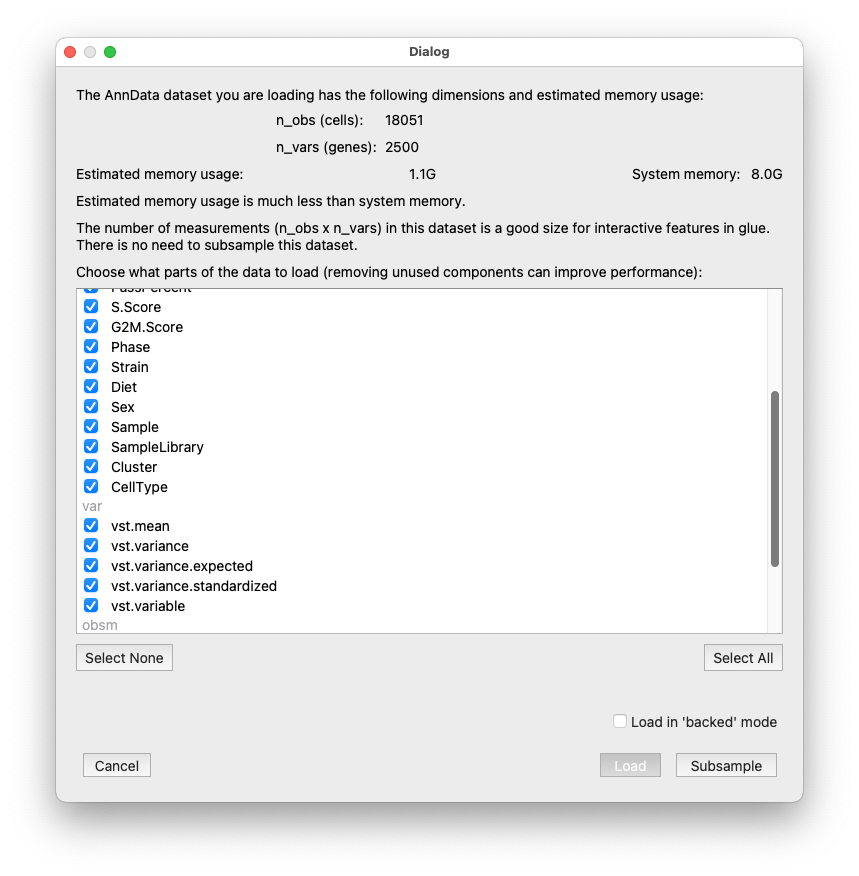 Dialog
The AnnData dataset you are loading has the following dimensions and estimated memory usage:
n_obs (cells): 18051
n_vars (genes): 2500
Estimated memory usage: 1.1G System memory: 8.0G
Estimated memory usage is much less than system memory.
The number of measurements (n_obs x n_vars) in this dataset is a good size for interactive features in glue.
There is no need to subsample this dataset.
Choose what parts of the data to load (removing unused components can improve performance):
S.Score
G2M.Score
Phase
Strain
Diet
Sex
Sample
SampleLibrary
Cluster
CellType
var
vst.mean
vst.variance
vst.variance.expected
vst.variance.standardized
vst.variable
obsm
Select None Select All
Load in 'backed' mode
Cancel Load Subsample